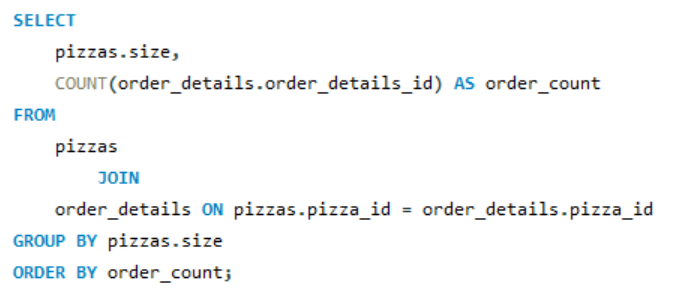 SELECT
pizzas.size,
COUNT(order_details.order_details_id) AS order_count
FROM
pizzas
JOIN
order_details ON pizzas.pizza_id = order_details.pizza_id
GROUP BY pizzas.size
ORDER BY order_count;